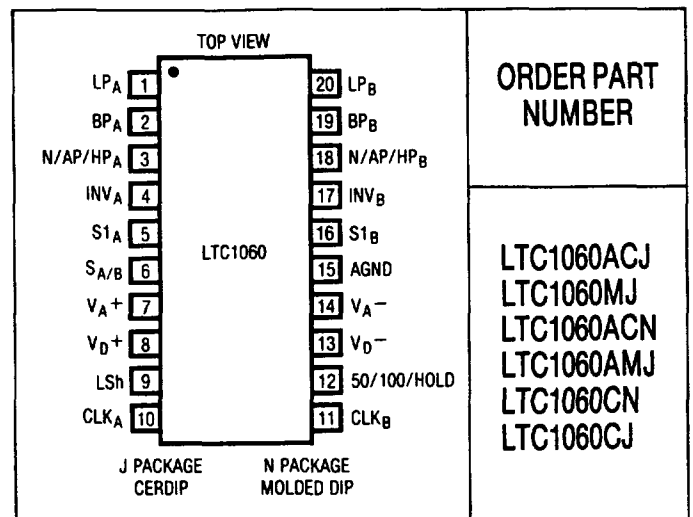 TOP VIEW
LPA 1
BPA 2
N/AP/HPA 3
INVA 4
S1A 5
SA/B 6
VA+ 7
VD+ 8
LSh 9
CLKA 10
LTC1060
20 LPB
19 BPB
18 N/AP/HPB
17 INVB
16 S1B
15 AGND
14 VA−
13 VD−
12 50/100/HOLD
11 CLKB
J PACKAGE
CERDIP
N PACKAGE
MOLDED DIP
ORDER PART
NUMBER
LTC1060ACJ
LTC1060MJ
LTC1060ACN
LTC1060AMJ
LTC1060CN
LTC1060CJ